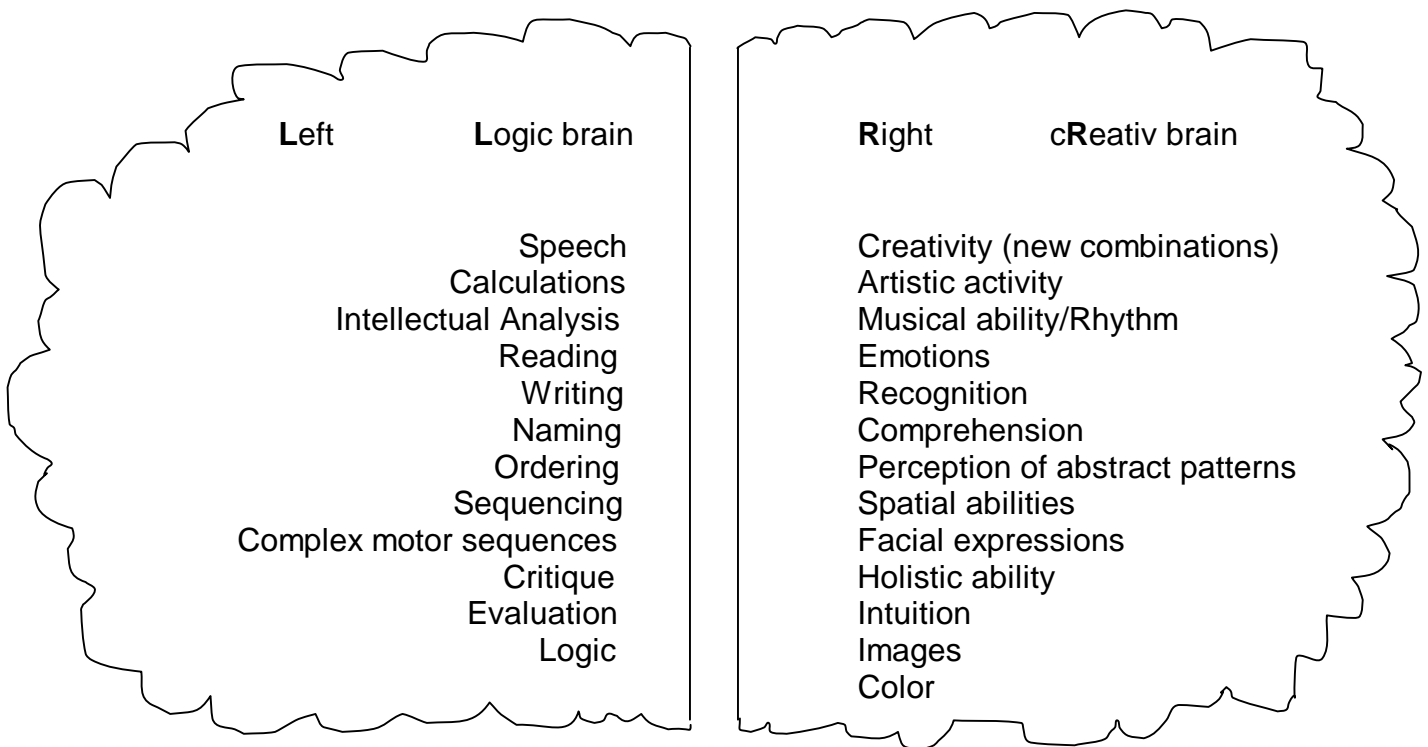 Left Logic brain
Speech
Calculations
Intellectual Analysis
Reading
Writing
Naming
Ordering
Sequencing
Complex motor sequences
Critique
Evaluation
Logic
Right cReativ brain
Creativity (new combinations)
Artistic activity
Musical ability/Rhythm
Emotions
Recognition
Comprehension
Perception of abstract patterns
Spatial abilities
Facial expressions
Holistic ability
Intuition
Images
Color